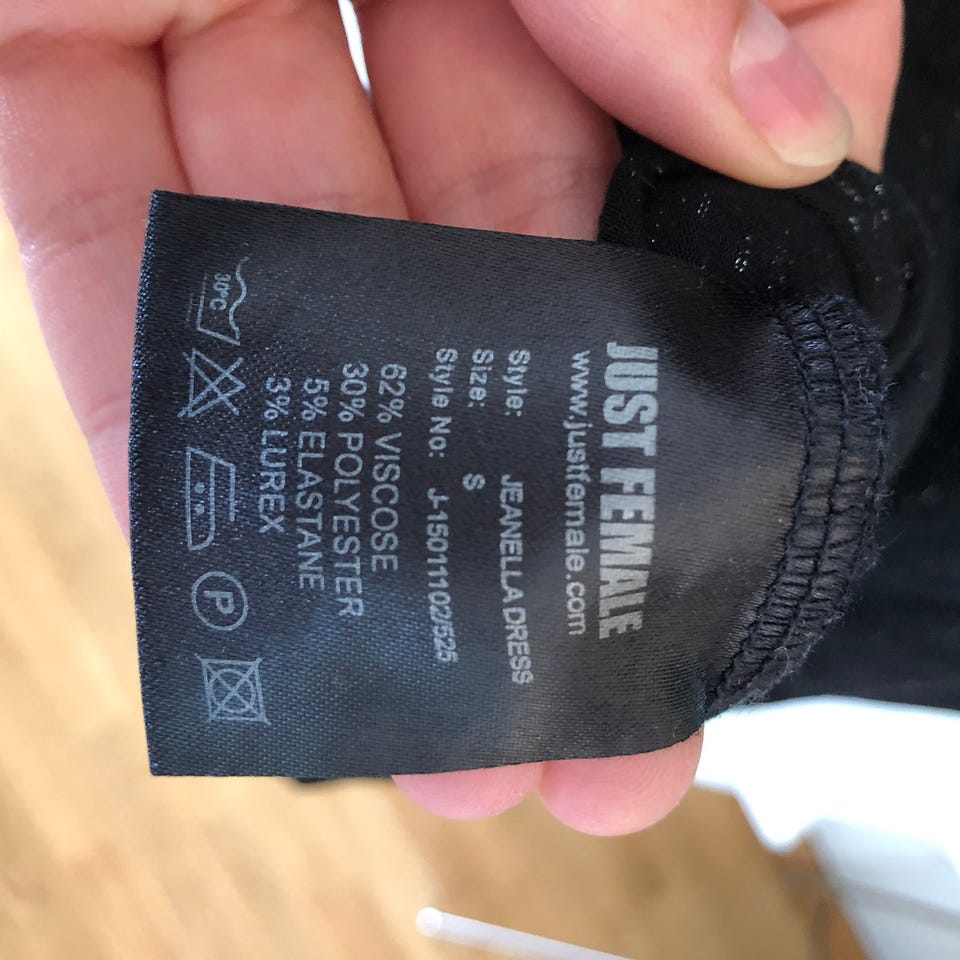 JUST FEMALE
www.justfemale.com
Style: JEANELLA DRESS
Size: S
Style No: J-15011102/525
62% VISCOSE
30% POLYESTER
5% ELASTANE
3% LUREX
30°C
P